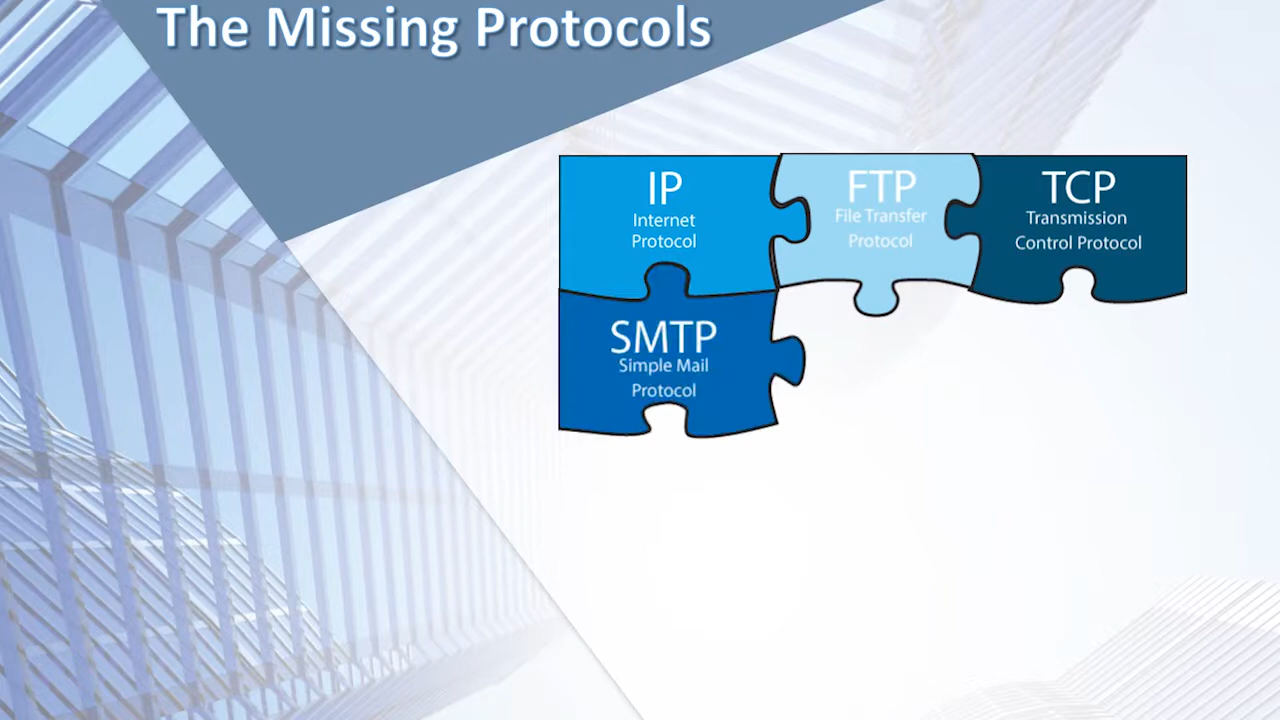 The Missing Protocols
IP
Internet
Protocol
FTP
File Transfer
Protocol
TCP
Transmission
Control Protocol
SMTP
Simple Mail
Protocol